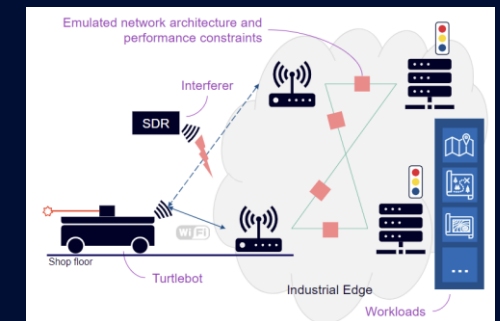 Emulated network architecture and
performance constraints
Interferer
SDR
WiFi
Shop floor
Turtlebot
Industrial Edge
Workloads
...